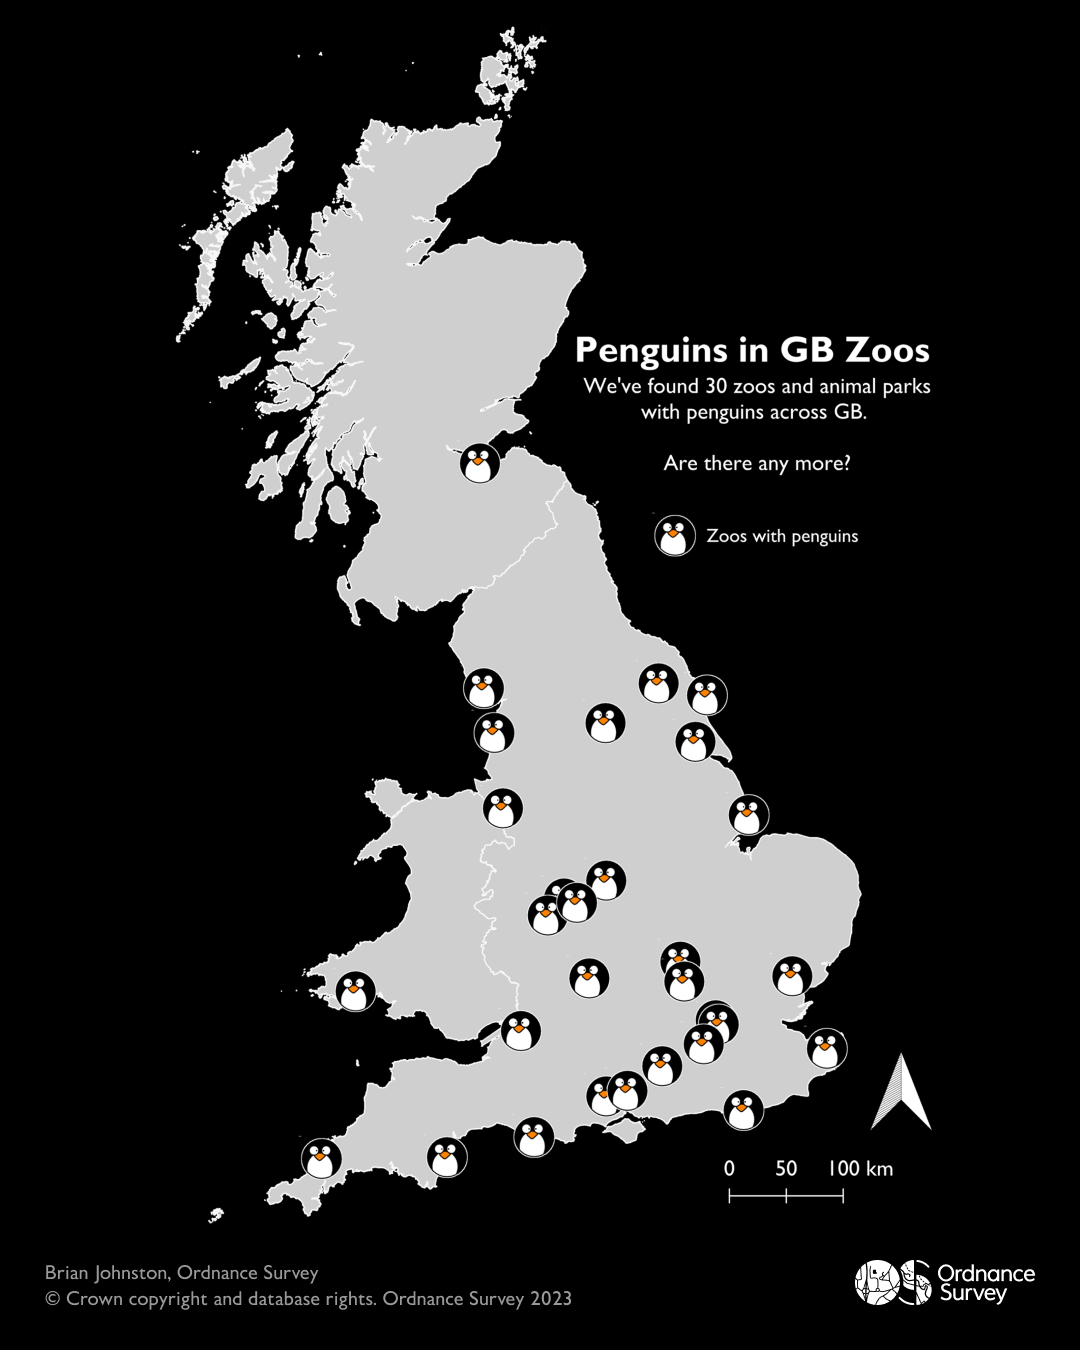 Penguins in GB Zoos
We've found 30 zoos and animal parks
with penguins across GB.
Are there any more?
Zoos with penguins
0 50 100 km
Brian Johnston, Ordnance Survey
© Crown copyright and database rights. Ordnance Survey 2023
OS Ordnance
Survey